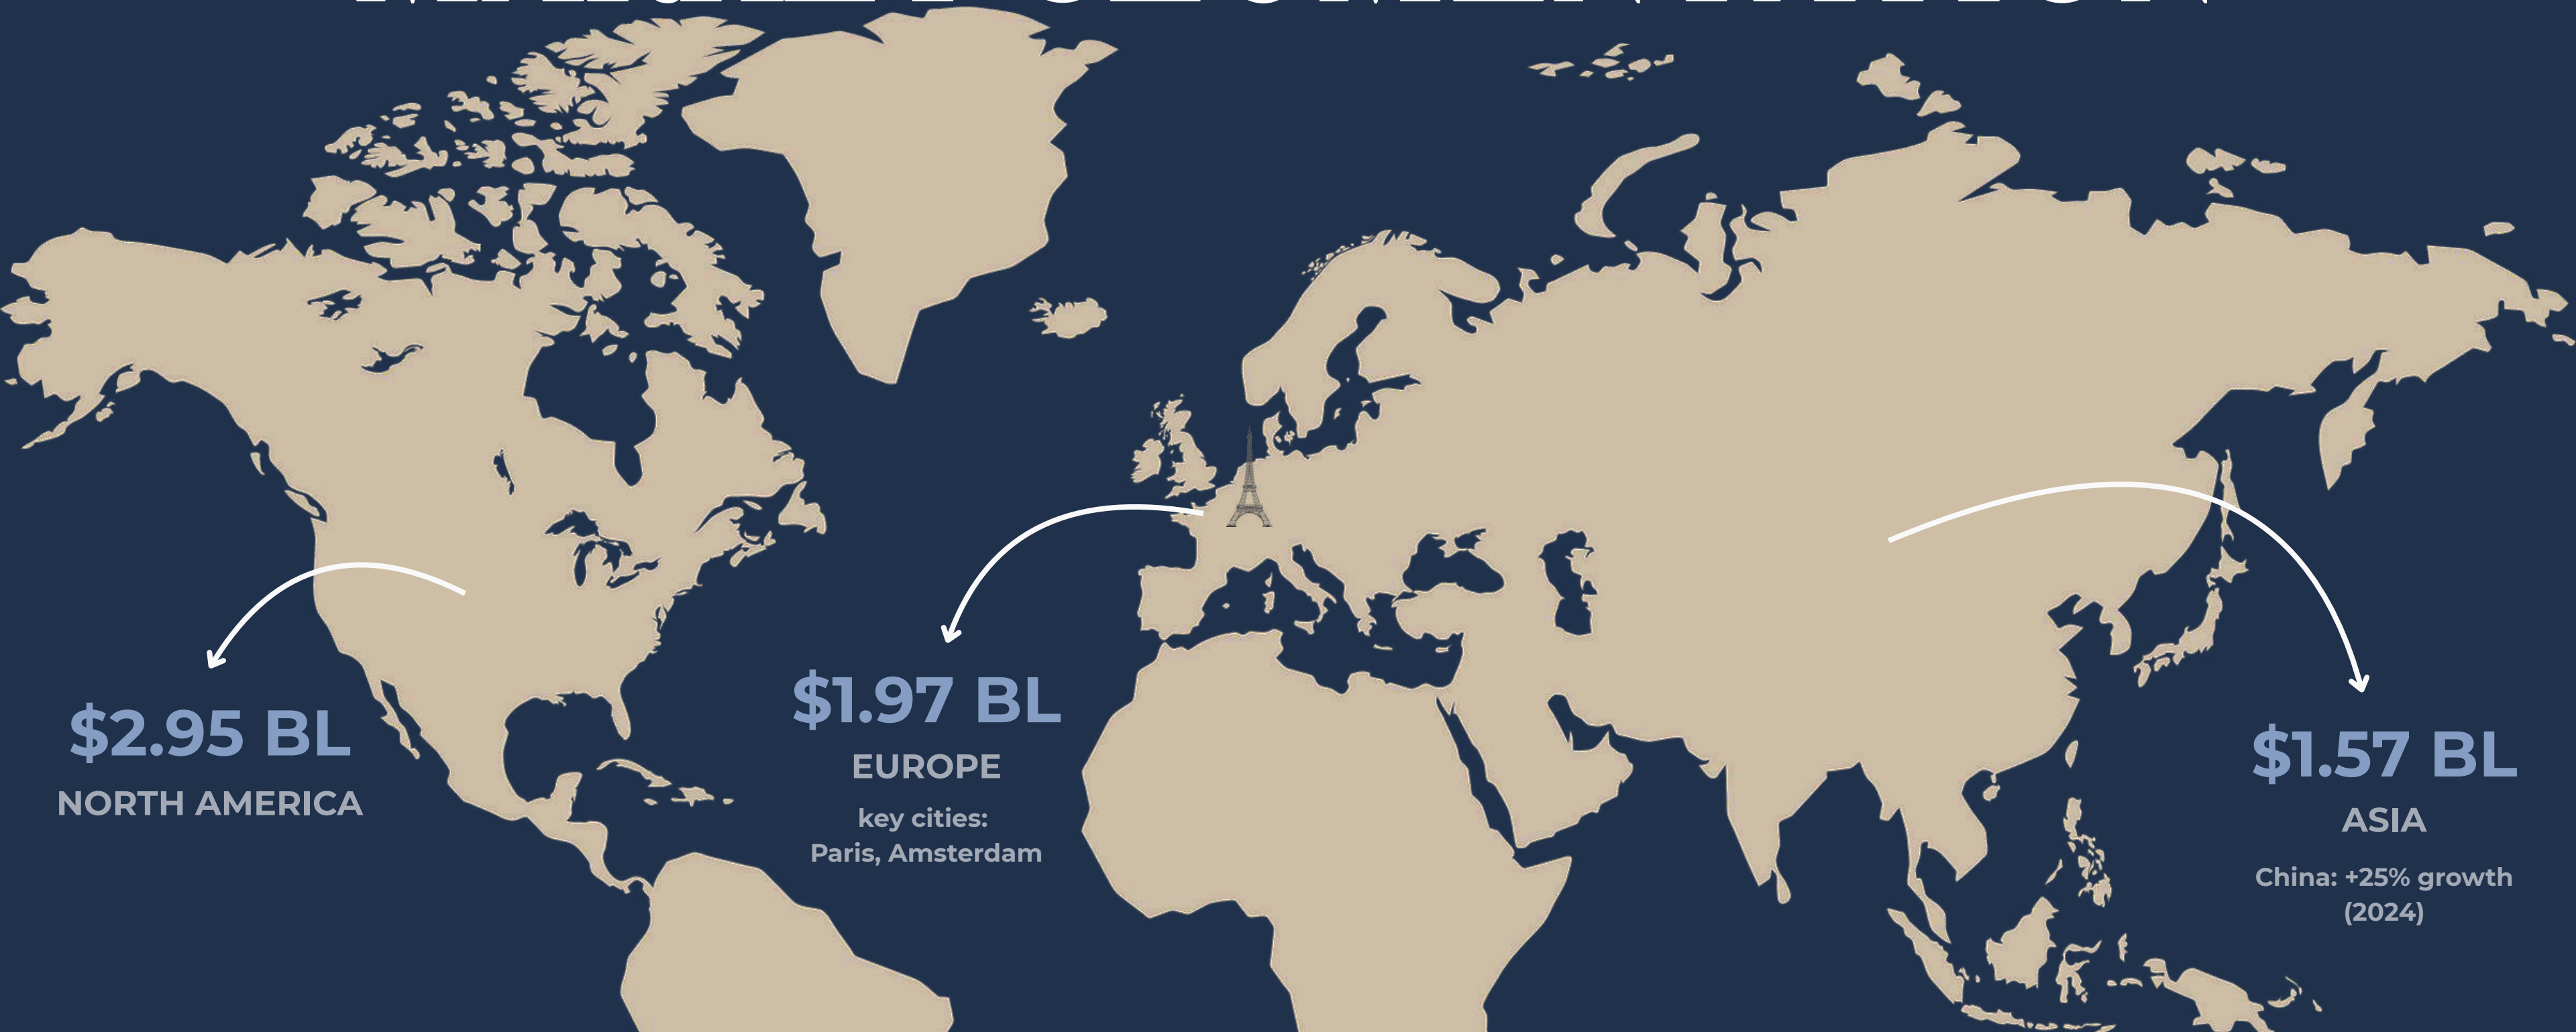 $2.95 BL
NORTH AMERICA
$1.97 BL
EUROPE
key cities:
Paris, Amsterdam
$1.57 BL
ASIA
China: +25% growth
(2024)